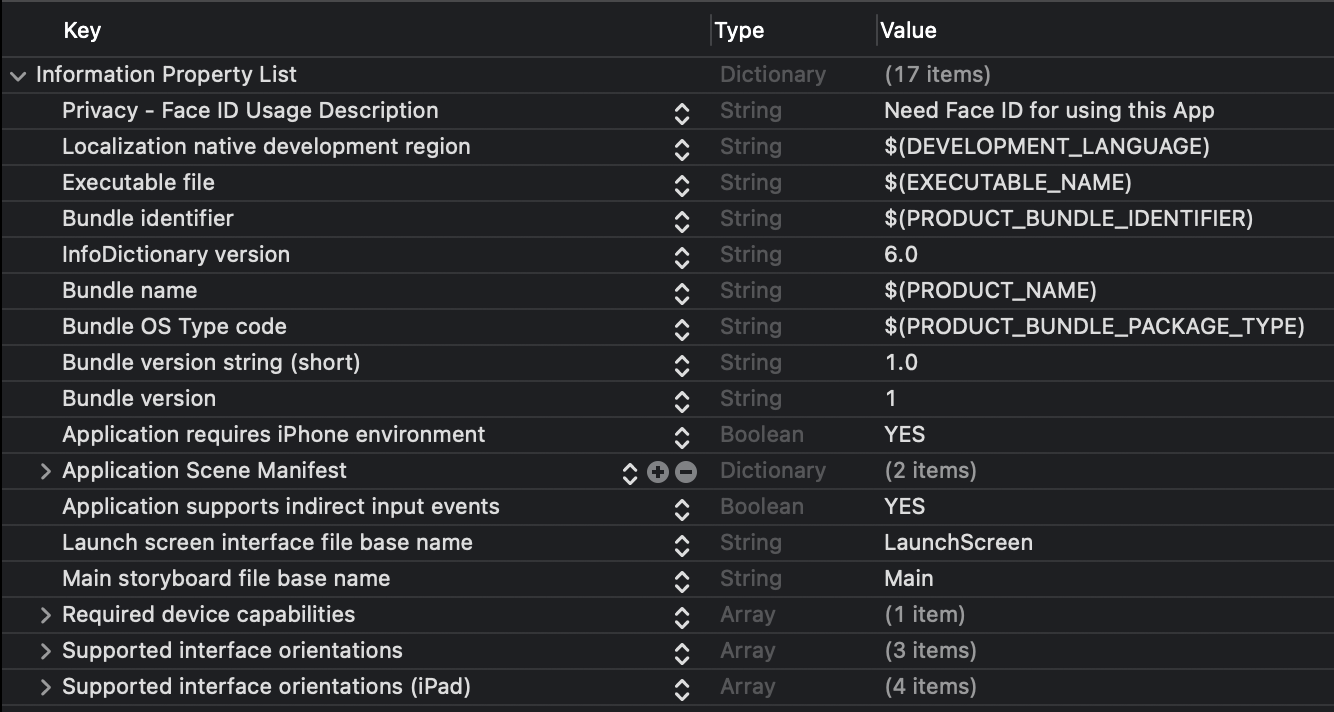 Key Type Value
Information Property List Dictionary (17 items)
Privacy - Face ID Usage Description String Need Face ID for using this App
Localization native development region String $(DEVELOPMENT_LANGUAGE)
Executable file String $(EXECUTABLE_NAME)
Bundle identifier String $(PRODUCT_BUNDLE_IDENTIFIER)
InfoDictionary version String 6.0
Bundle name String $(PRODUCT_NAME)
Bundle OS Type code String $(PRODUCT_BUNDLE_PACKAGE_TYPE)
Bundle version string (short) String 1.0
Bundle version String 1
Application requires iPhone environment Boolean YES
Application Scene Manifest Dictionary (2 items)
Application supports indirect input events Boolean YES
Launch screen interface file base name String LaunchScreen
Main storyboard file base name String Main
Required device capabilities Array (1 item)
Supported interface orientations Array (3 items)
Supported interface orientations (iPad) Array (4 items)